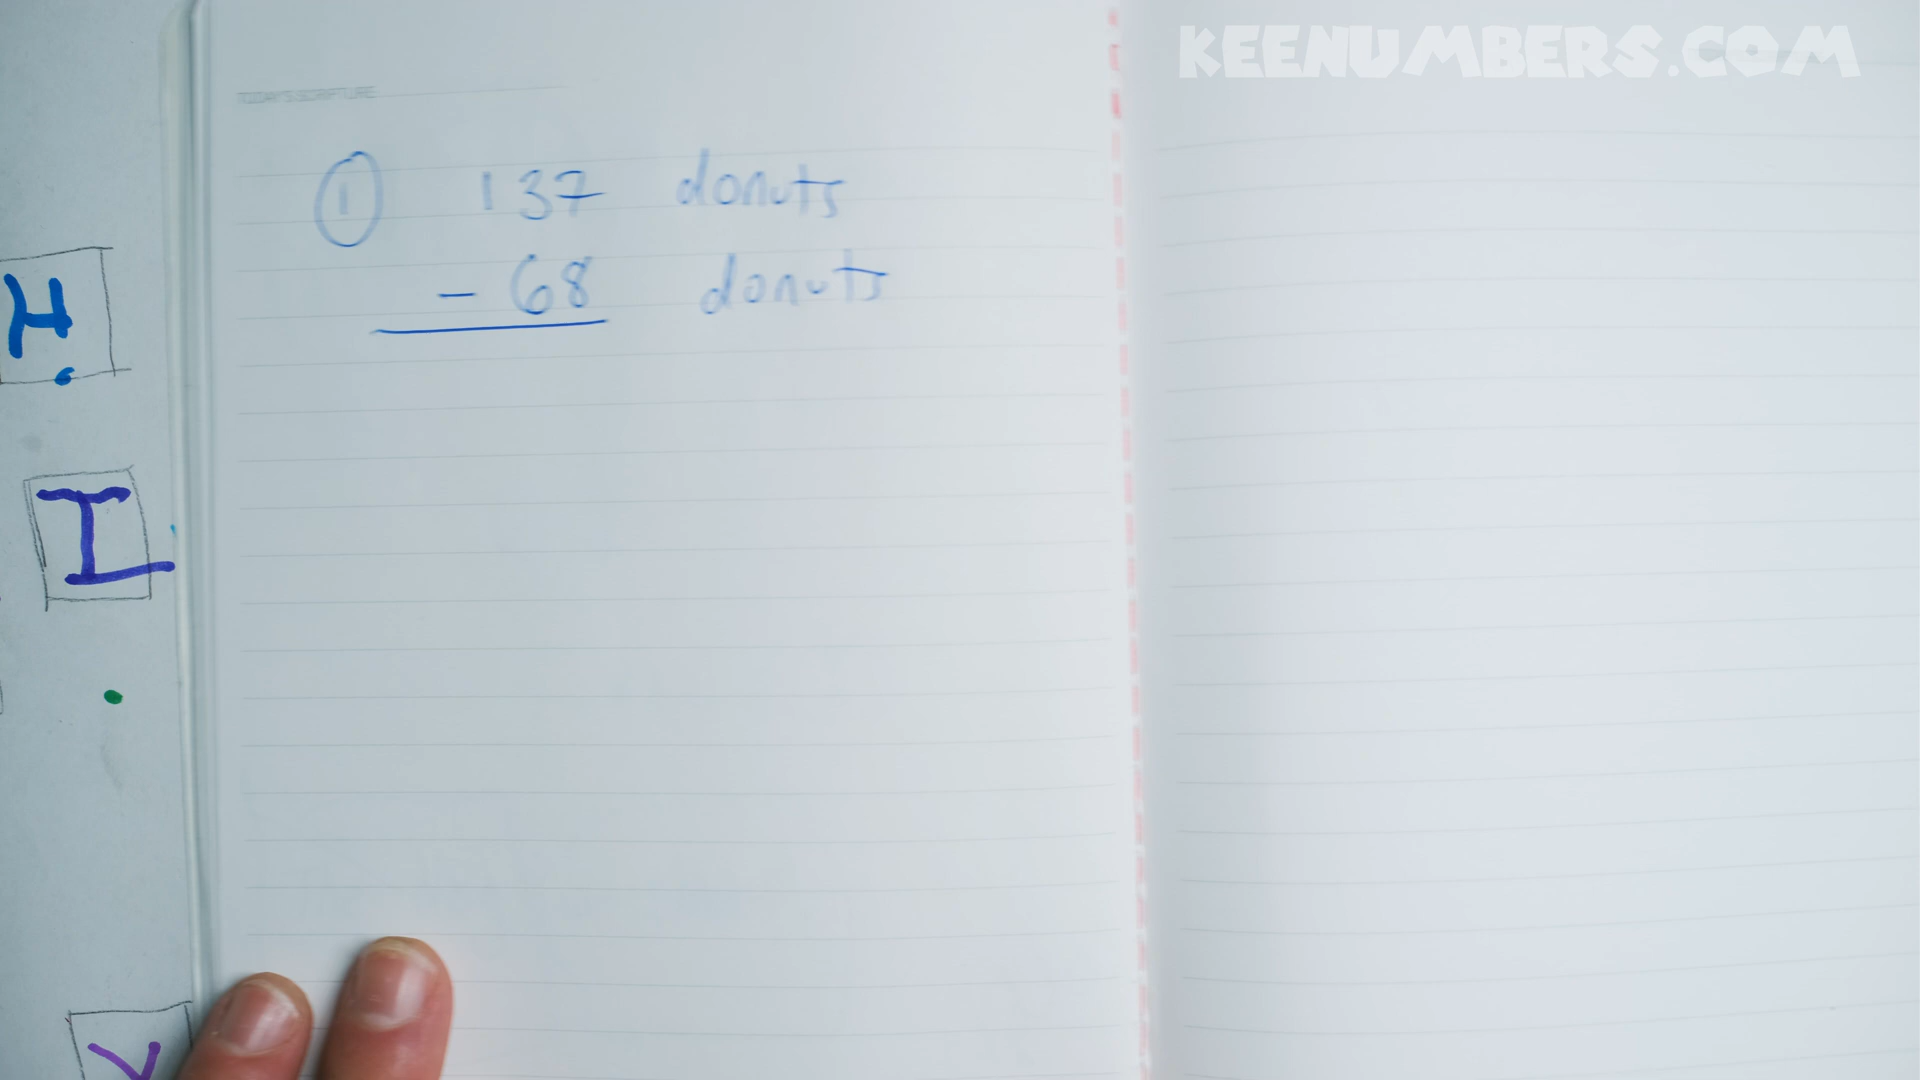 KEENUMBERS.COM
TODAY'S SCRIPTURE
① 137 donuts
- 68 donuts
I